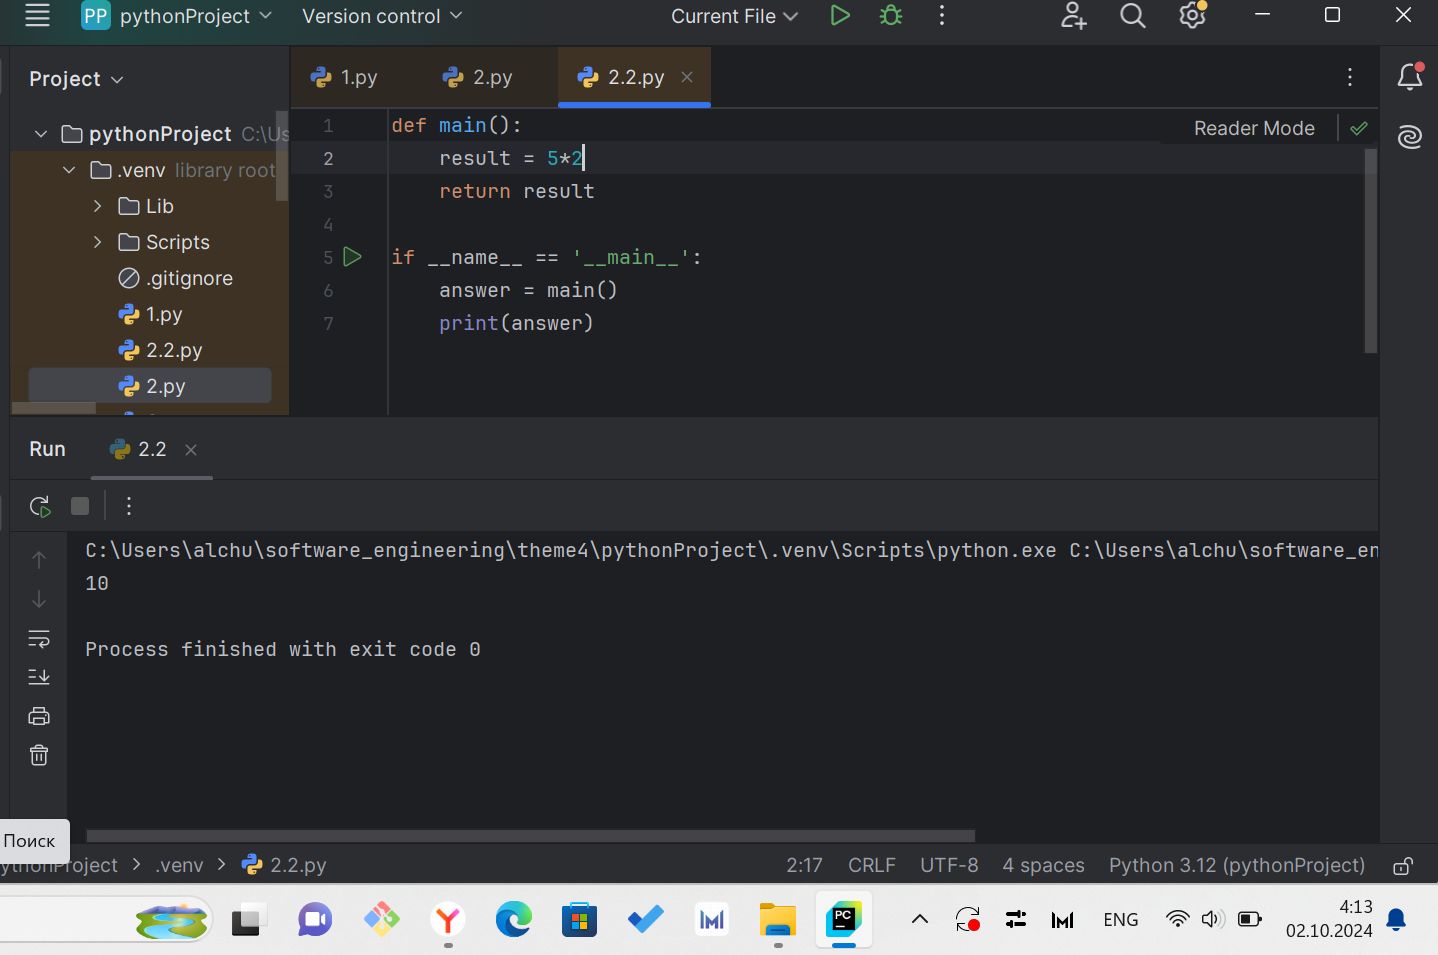 PP pythonProject Version control Current File
Project
1.py 2.py 2.2.py
pythonProject C:\Us
.venv library root
Lib
Scripts
.gitignore
1.py
2.2.py
2.py
Reader Mode
1 def main():
2 result = 5*2
3 return result
4
5 if __name__ == '__main__':
6 answer = main()
7 print(answer)
Run 2.2
C:\Users\alchu\software_engineering\theme4\pythonProject\.venv\Scripts\python.exe C:\Users\alchu\software_en
10
Process finished with exit code 0
Поиск
ythonProject > .venv > 2.2.py 2:17 CRLF UTF-8 4 spaces Python 3.12 (pythonProject)
PC
ENG
4:13
02.10.2024